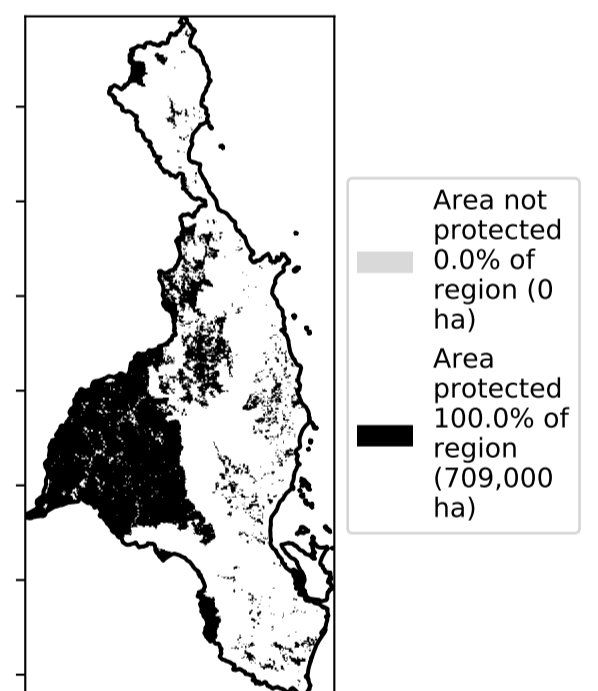 Area not
protected
0.0% of
region (0
ha)
Area
protected
100.0% of
region
(709,000
ha)